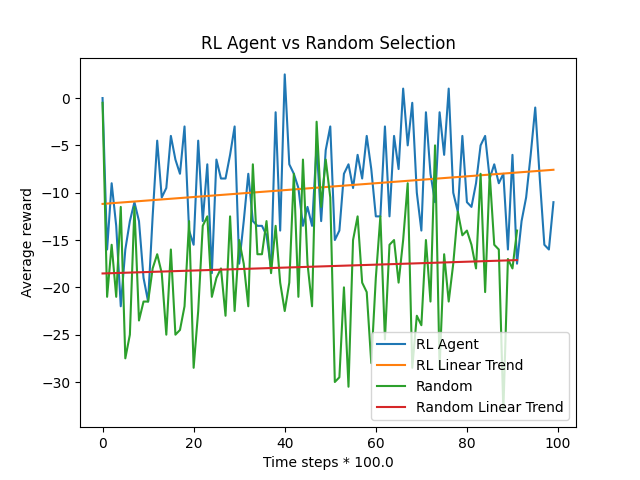 RL Agent vs Random Selection
Average reward
0
−5
−10
−15
−20
−25
−30
0
20
40
60
80
100
Time steps * 100.0
RL Agent
RL Linear Trend
Random
Random Linear Trend